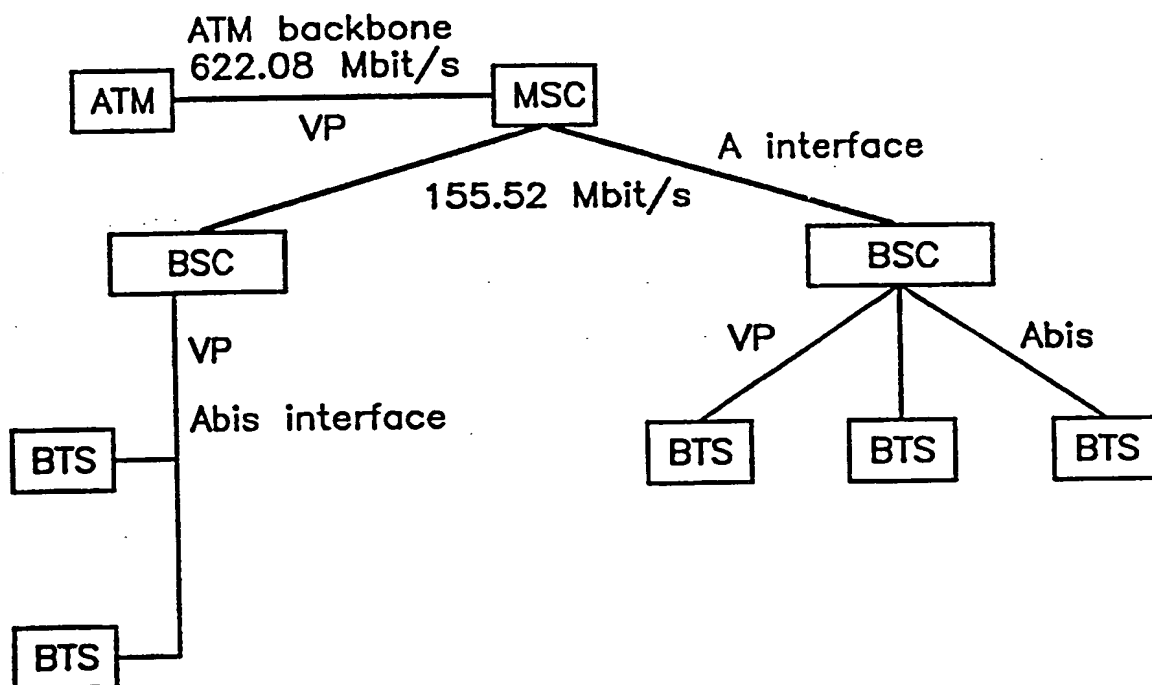 ATM backbone
622.08 Mbit/s
ATM
MSC
VP
A interface
155.52 Mbit/s
BSC
BSC
VP
VP
Abis
Abis interface
BTS
BTS
BTS
BTS
BTS